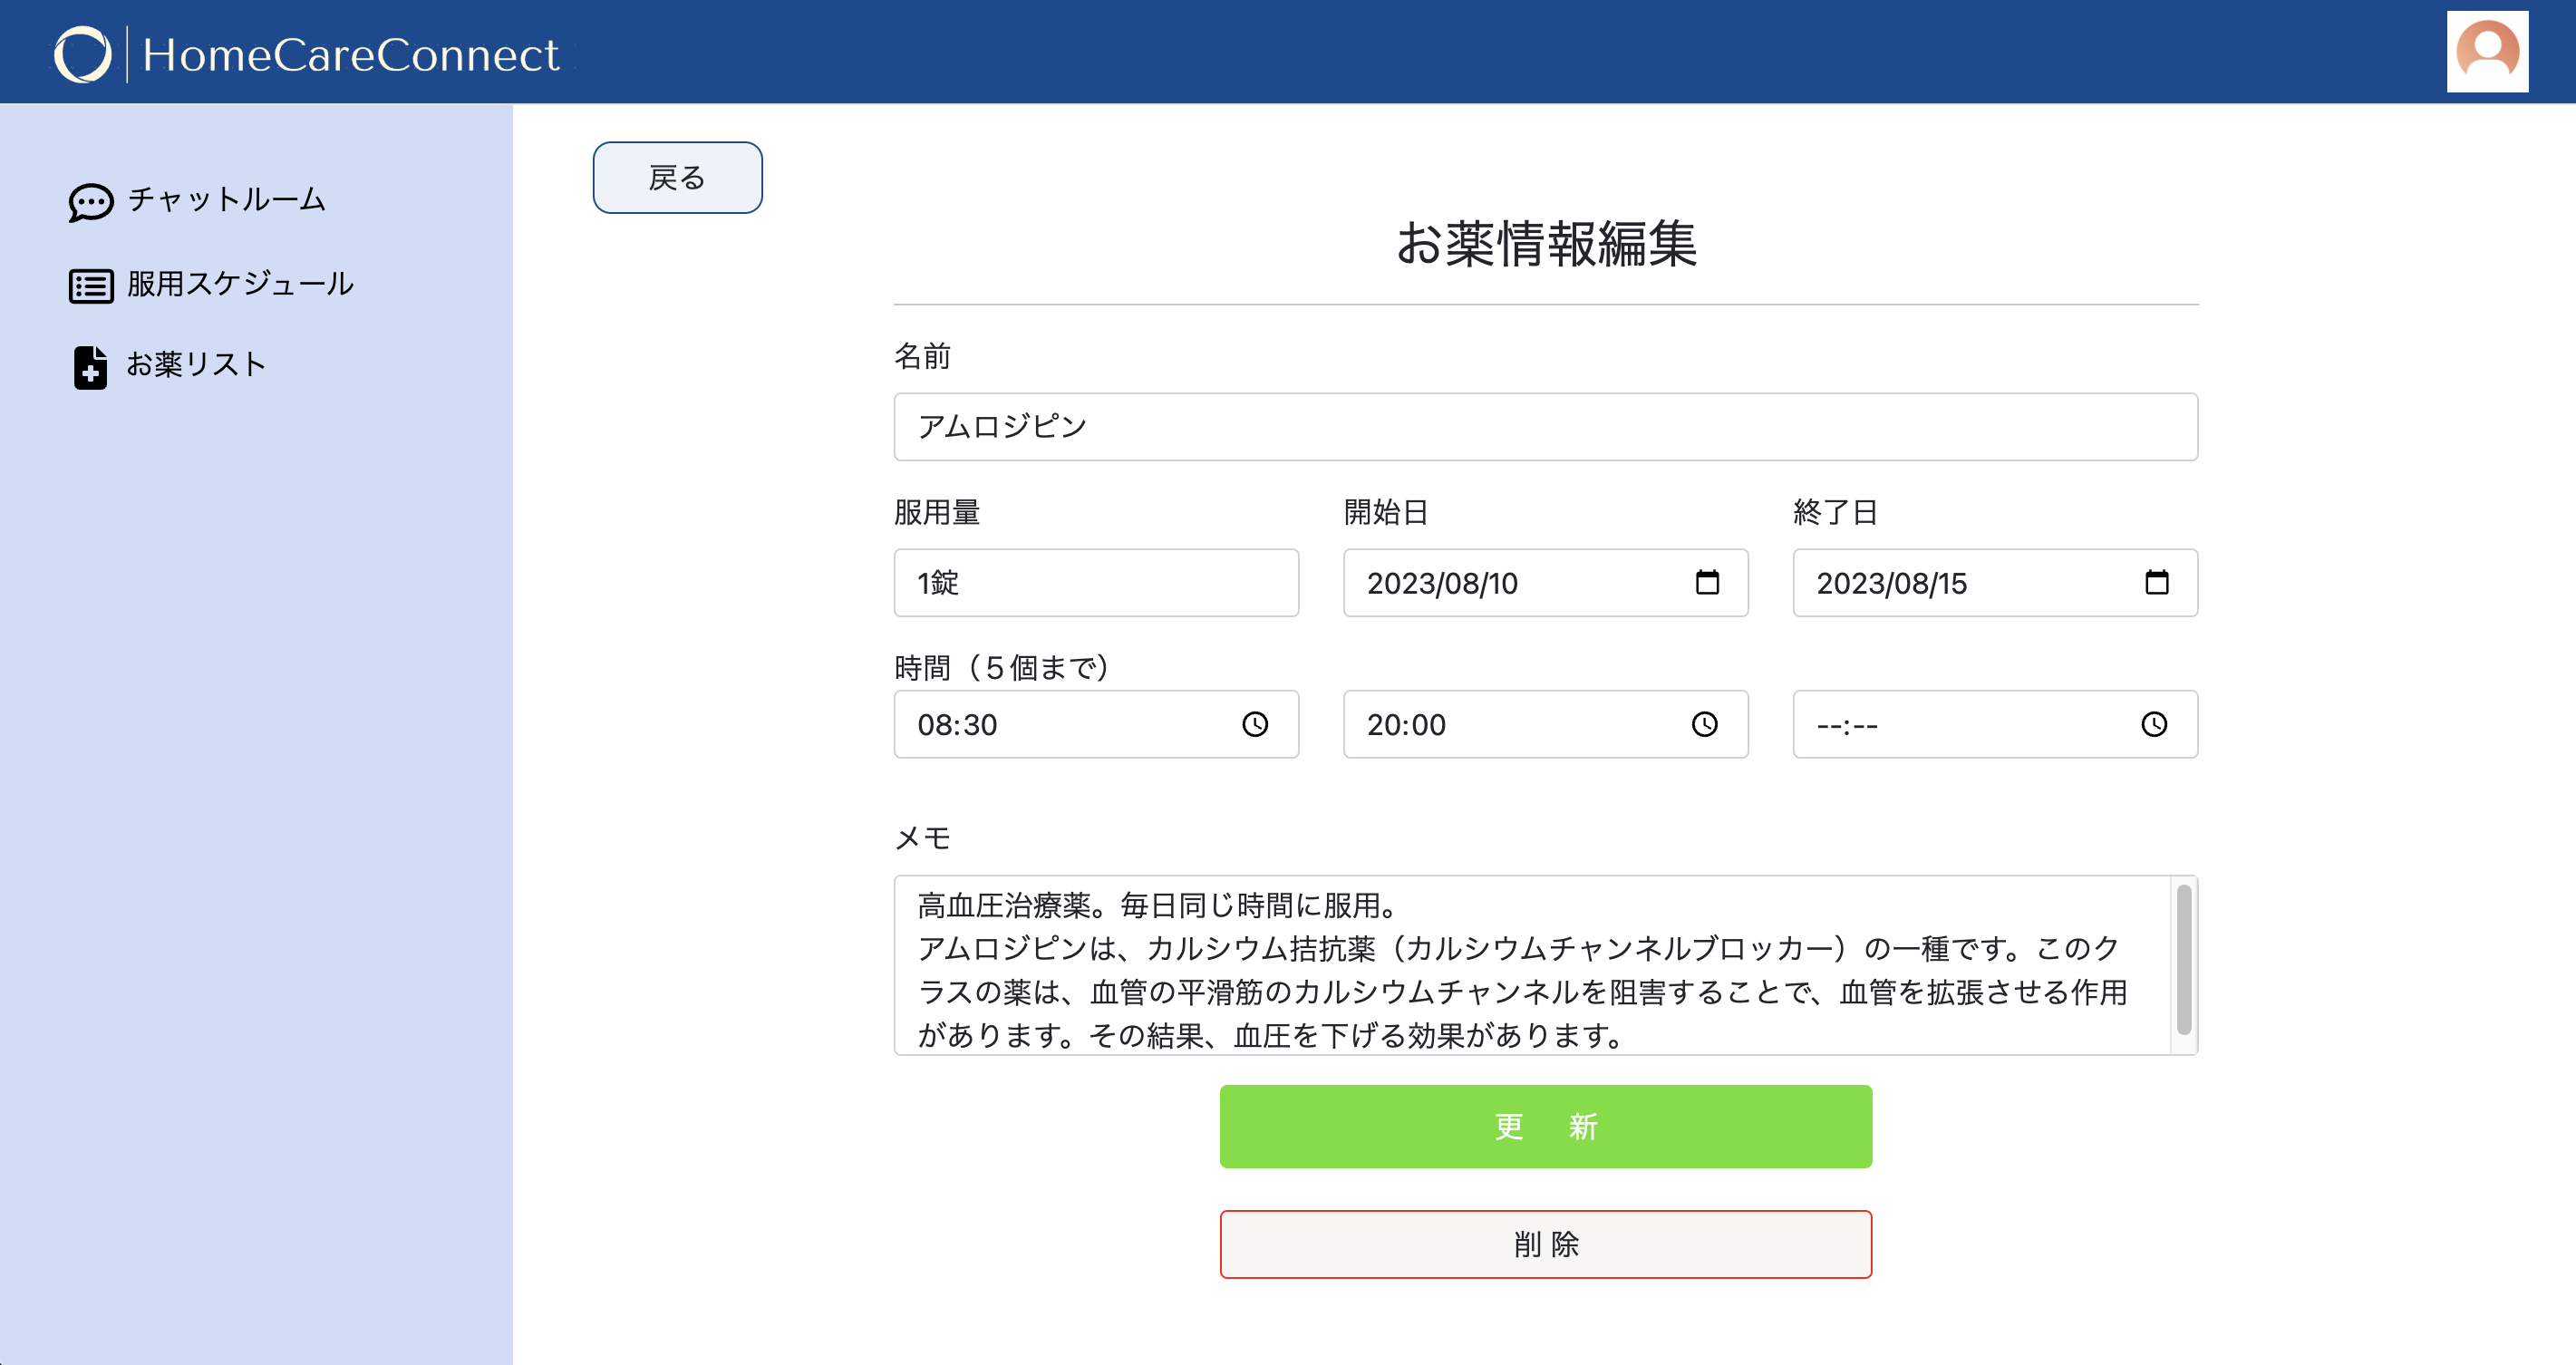 HomeCareConnect
チャットルーム
服用スケジュール
お薬リスト
戻る
お薬情報編集
名前
アムロジピン
服用量
開始日
終了日
1錠
2023/08/10
2023/08/15
時間（５個まで）
08:30
20:00
--:--
メモ
高血圧治療薬。毎日同じ時間に服用。
アムロジピンは、カルシウム拮抗薬（カルシウムチャンネルブロッカー）の一種です。このク
ラスの薬は、血管の平滑筋のカルシウムチャンネルを阻害することで、血管を拡張させる作用
があります。その結果、血圧を下げる効果があります。
更　新
削 除